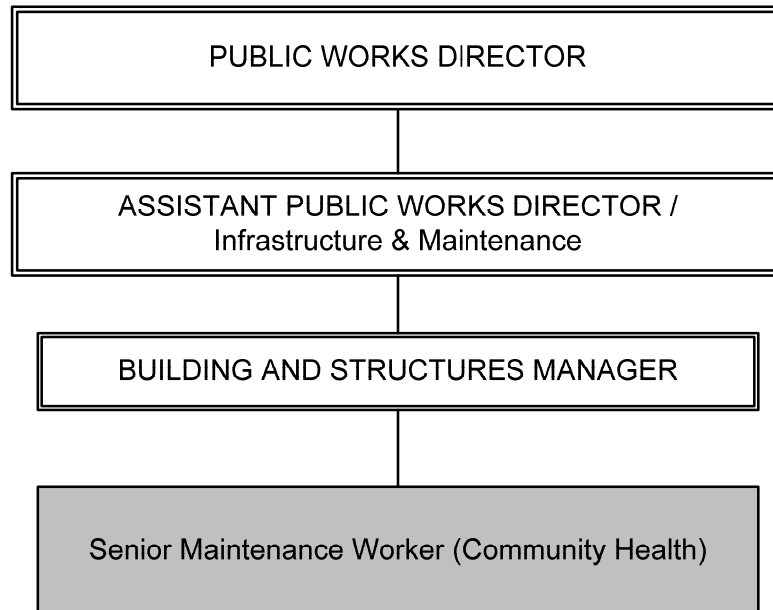 PUBLIC WORKS DIRECTOR
ASSISTANT PUBLIC WORKS DIRECTOR /
Infrastructure & Maintenance
BUILDING AND STRUCTURES MANAGER
Senior Maintenance Worker (Community Health)